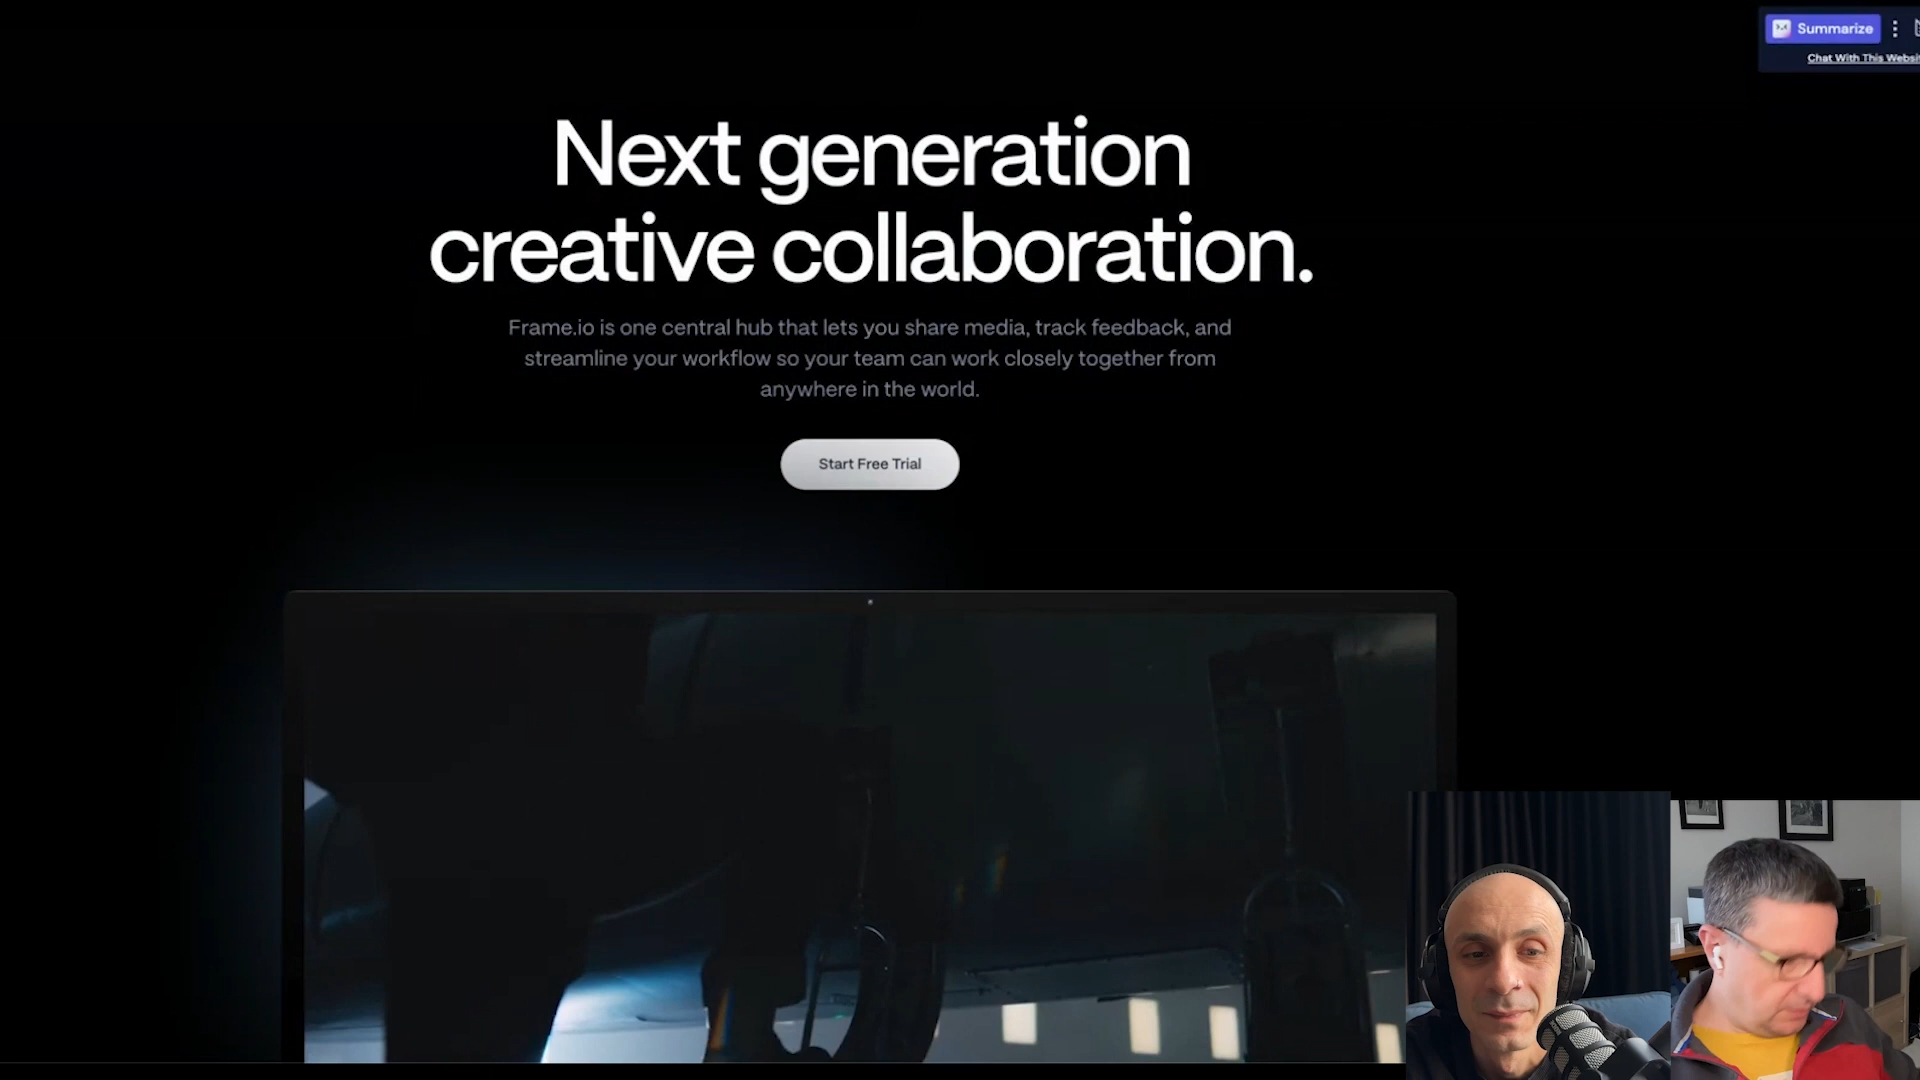 Summarize
Chat With This
Next generation
creative collaboration.
Frame.io is one central hub that lets you share media, track feedback, and
streamline your workflow so your team can work closely together from
anywhere in the world.
Start Free Trial